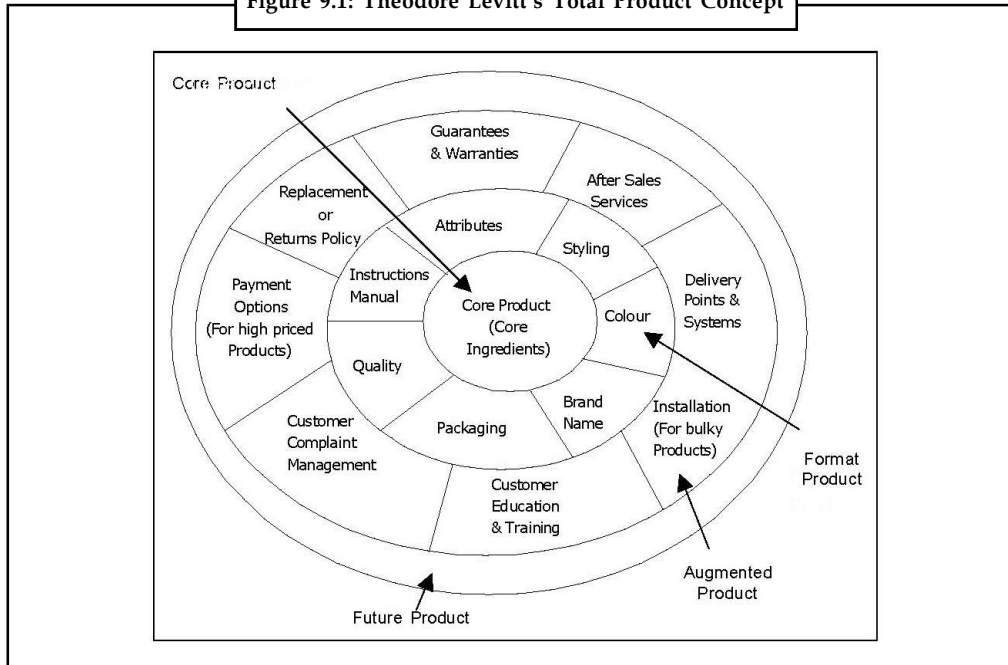 Figure 9.1: Theodore Levitt's Total Product Concept
Core Product
Guarantees
& Warranties
After Sales
Services
Replacement
or
Returns Policy
Attributes
Styling
Instructions
Manual
Payment
Options
(For high priced
Products)
Core Product
(Core
Ingredients)
Colour
Delivery
Points &
Systems
Quality
Brand
Name
Installation
(For bulky
Products)
Customer
Complaint
Management
Packaging
Format
Product
Customer
Education
& Training
Augmented
Product
Future Product